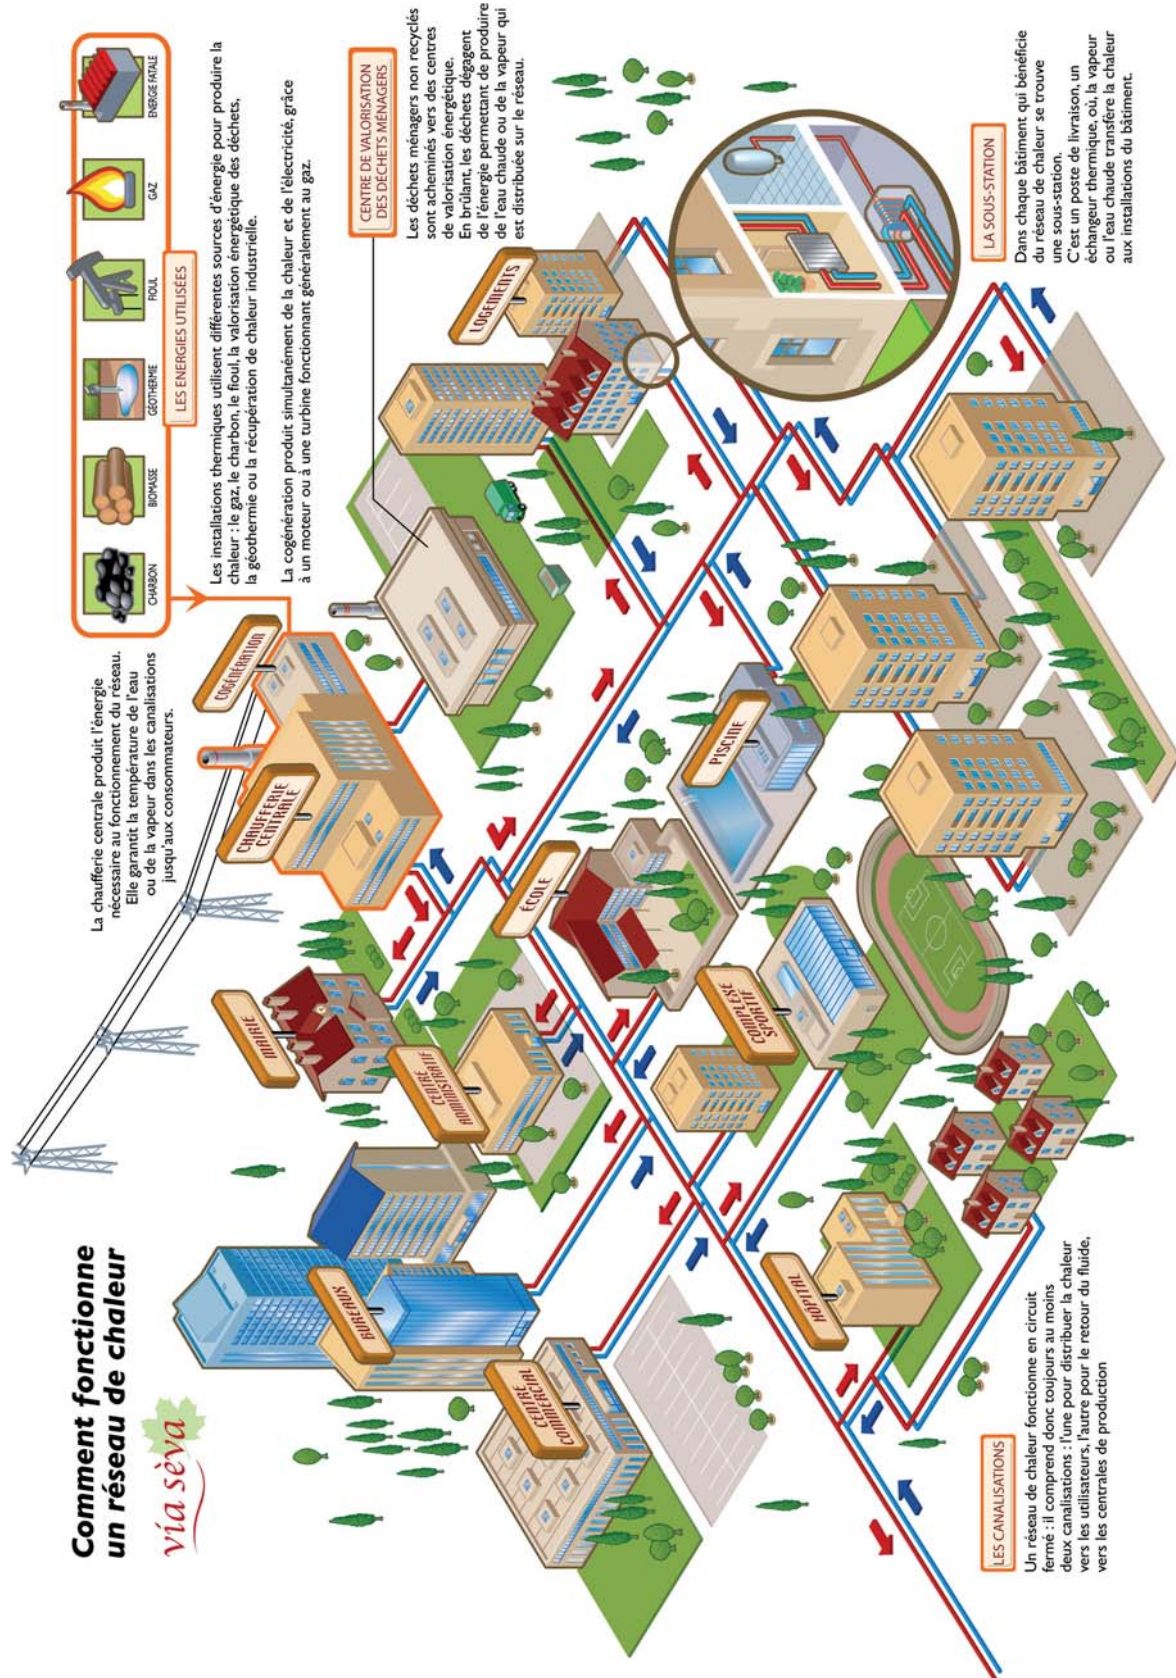 Comment fonctionne
un réseau de chaleur
via sèva
La chaufferie centrale produit l'énergie
nécessaire au fonctionnement du réseau.
Elle garantit la température de l'eau
ou de la vapeur dans les canalisations
jusqu'aux consommateurs.
CHARBON
BIOMASSE
GÉOTHERMIE
FIOUL
GAZ
ENERGIE FATALE
LES ENERGIES UTILISÉES
Les installations thermiques utilisent différentes sources d'énergie pour produire la
chaleur : le gaz, le charbon, le fioul, la valorisation énergétique des déchets,
la géothermie ou la récupération de chaleur industrielle.
La cogénération produit simultanément de la chaleur et de l'électricité, grâce
à un moteur ou à une turbine fonctionnant généralement au gaz.
CENTRE DE VALORISATION
DES DÉCHETS MÉNAGERS
Les déchets ménagers non recyclés
sont acheminés vers des centres
de valorisation énergétique.
En brûlant, les déchets dégagent
de l'énergie permettant de produire
de l'eau chaude ou de la vapeur qui
est distribuée sur le réseau.
COGÉNÉRATION
CHAUFFERIE
CENTRALE
MAIRIE
CENTRE
ADMINISTRATIF
BUREAUX
CENTRE
COMMERCIAL
ÉCOLE
PISCINE
LOGEMENTS
COMPLEXE
SPORTIF
HÔPITAL
LES CANALISATIONS
Un réseau de chaleur fonctionne en circuit
fermé : il comprend donc toujours au moins
deux canalisations : l'une pour distribuer la chaleur
vers les utilisateurs, l'autre pour le retour du fluide,
vers les centrales de production
LA SOUS-STATION
Dans chaque bâtiment qui bénéficie
du réseau de chaleur se trouve
une sous-station.
C'est un poste de livraison, un
échangeur thermique, où, la vapeur
ou l'eau chaude transfère la chaleur
aux installations du bâtiment.